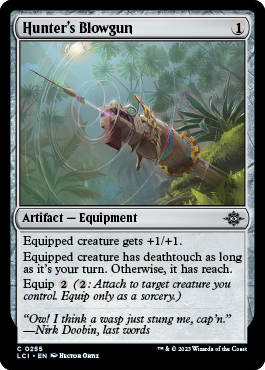 Hunter's Blowgun 1
Artifact — Equipment
Equipped creature gets +1/+1.
Equipped creature has deathtouch as long
as it's your turn. Otherwise, it has reach.
Equip 2 (2: Attach to target creature you
control. Equip only as a sorcery.)
"Ow! I think a wasp just stung me, cap'n."
—Nirk Doobin, last words
C 0255
LCI • EN Hector Ortiz
™ & © 2023 Wizards of the Coast